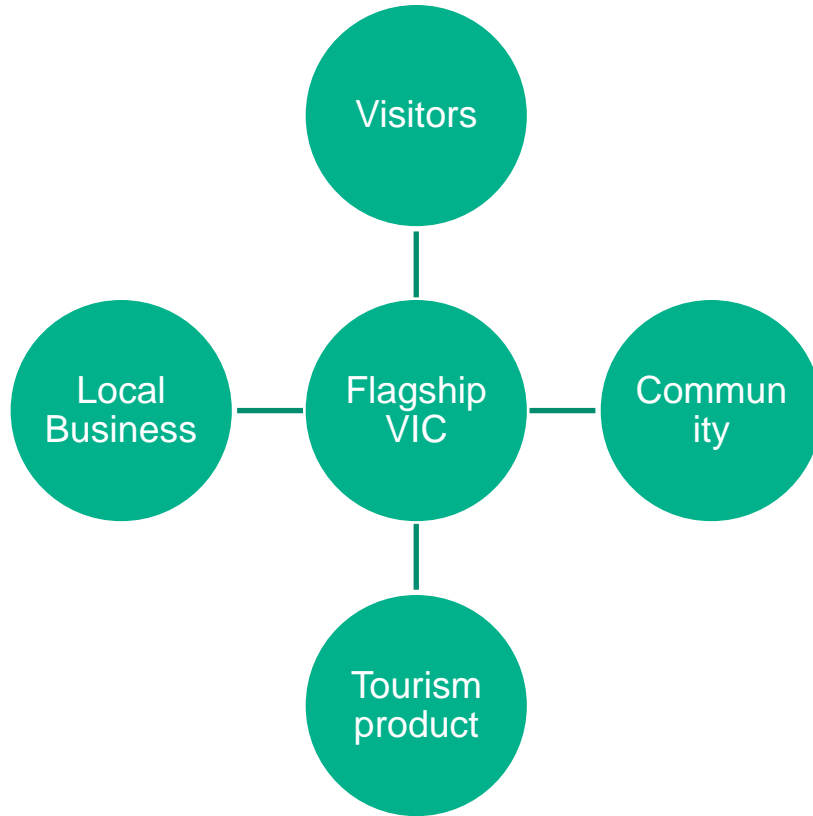 Visitors
Local
Business
Flagship
VIC
Commun
ity
Tourism
product